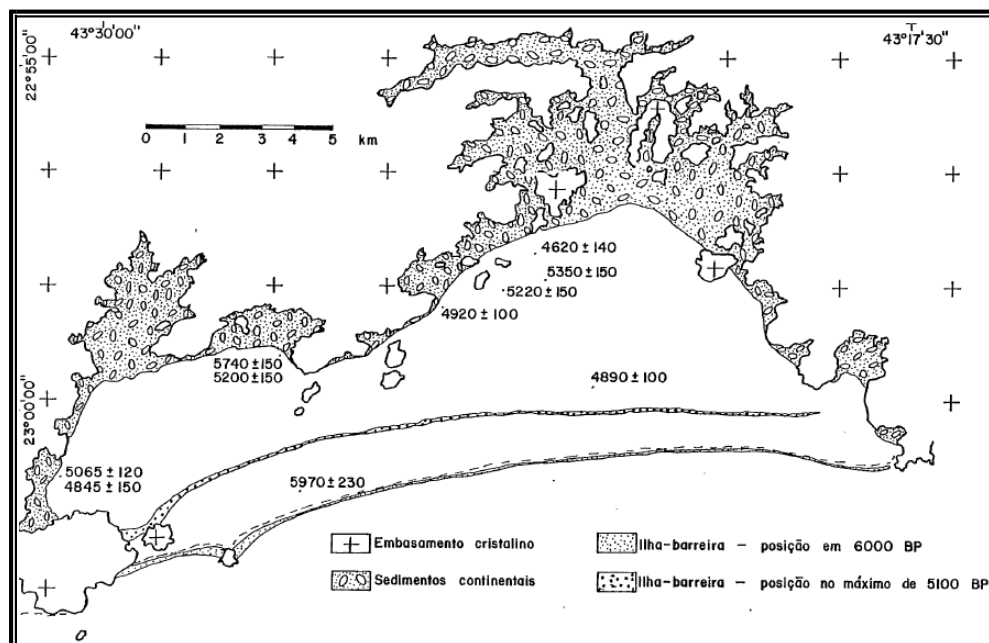 43°30'00"
43°17'30"
22°55'00"
0 1 2 3 4 5
km
4620 ± 140
5350 ± 150
5220 ± 150
4920 ± 100
5740 ± 150
5200 ± 150
4890 ± 100
23°00'00"
5065 ± 120
4845 ± 150
5970 ± 230
Embasamento cristalino
Ilha-barreira – posição em 6000 BP
Sedimentos continentais
Ilha-barreira – posição no máximo de 5100 BP